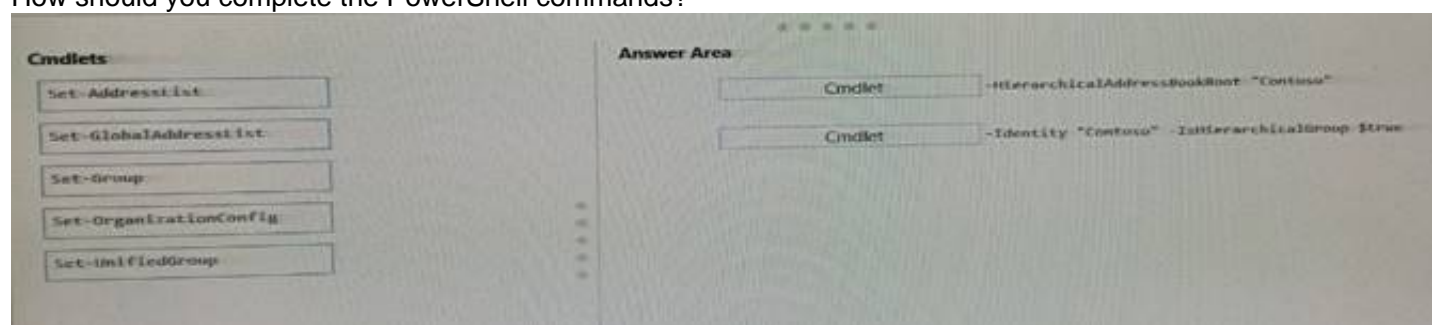 How should you complete the PowerShell commands?
Cmdlets
Set-AddressList
Set-GlobalAddressList
Set-Group
Set-OrganizationConfig
Set-UnifiedGroup
Answer Area
Cmdlet -HierarchicalAddressBookRoot "Contoso"
Cmdlet -Identity "Contoso" -IsHierarchicalGroup $true